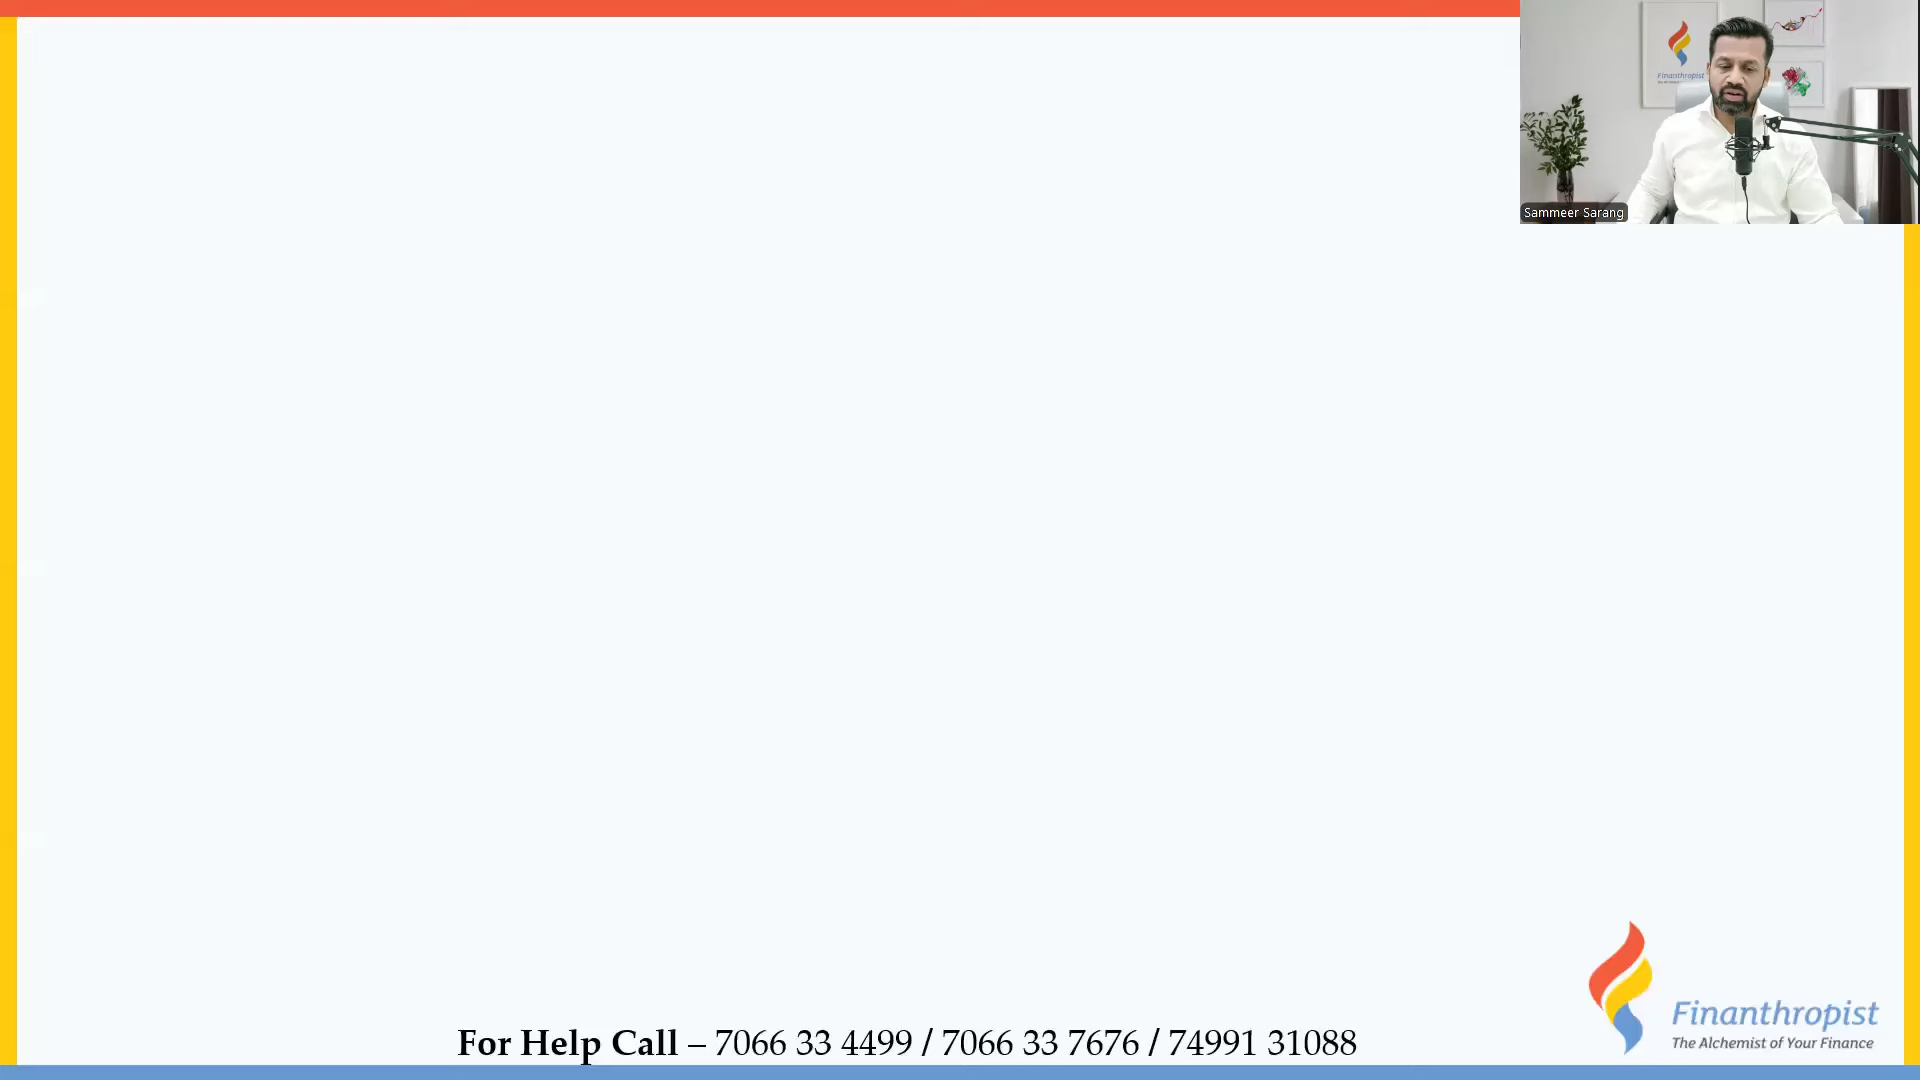 Finanthropist
Sammeer Sarang
For Help Call – 7066 33 4499 / 7066 33 7676 / 74991 31088
Finanthropist
The Alchemist of Your Finance